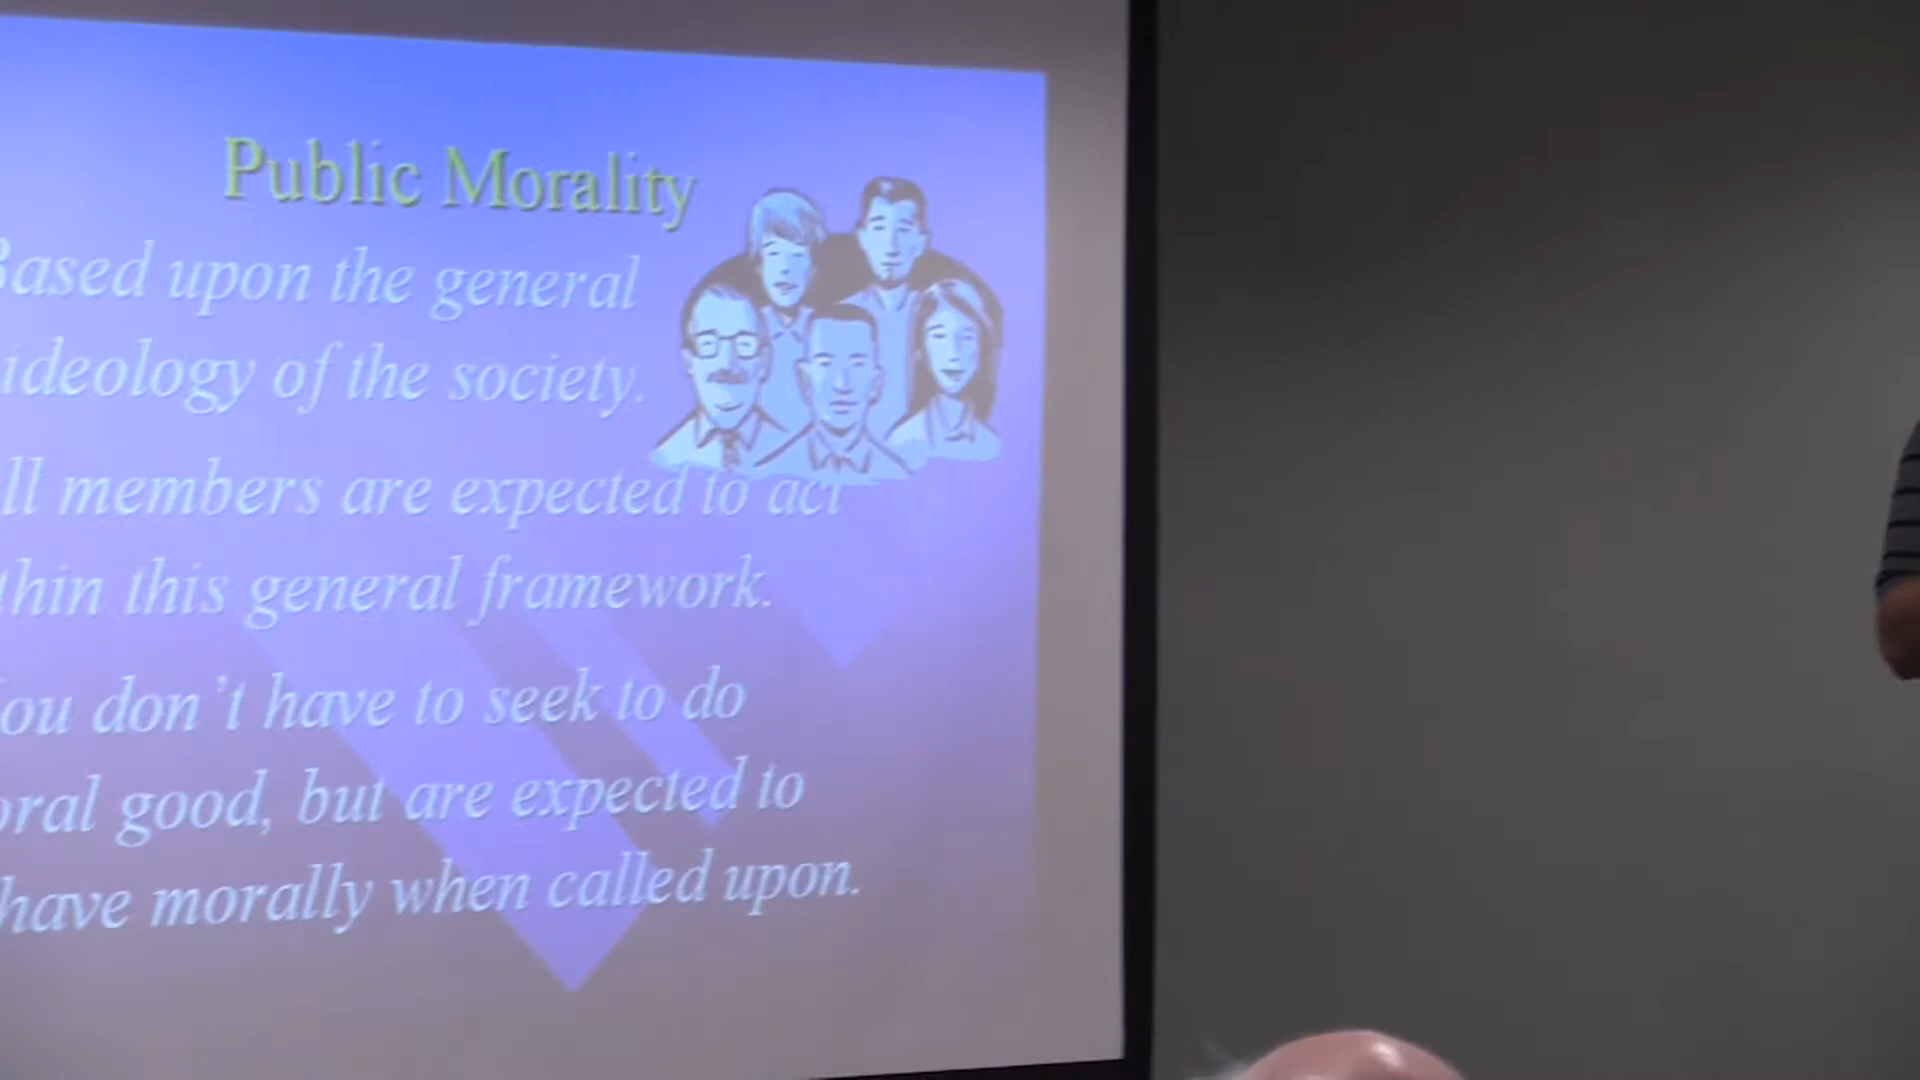 Public Morality
Based upon the general
ideology of the society.
ll members are expected to act
thin this general framework.
ou don't have to seek to do
oral good, but are expected to
have morally when called upon.